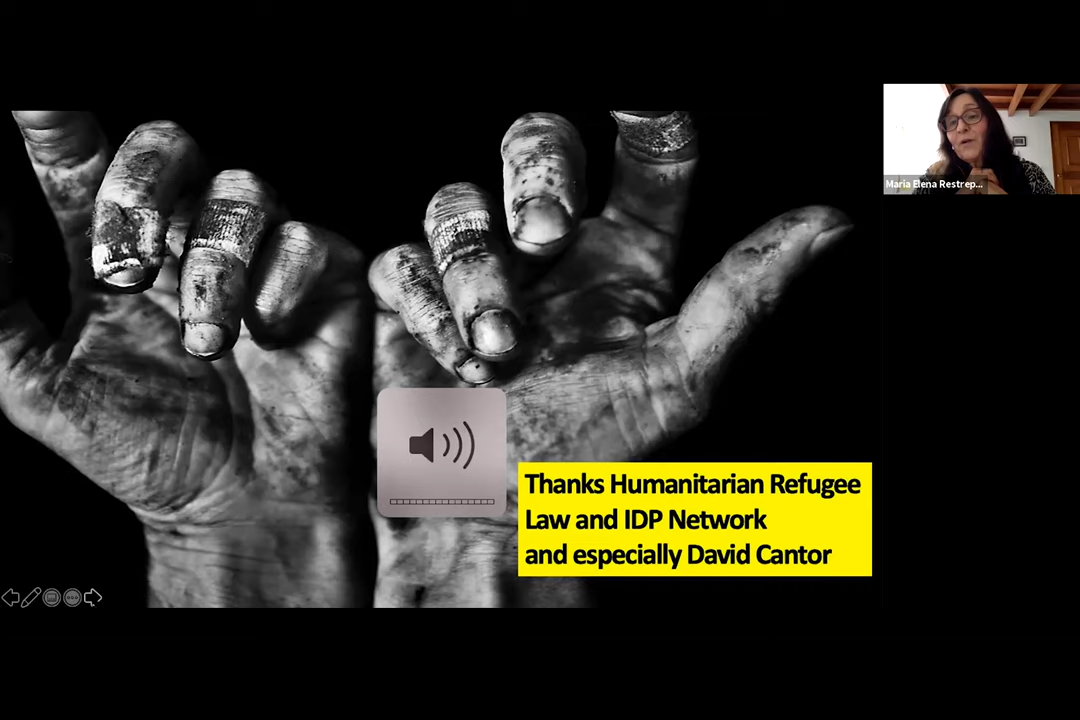 Maria Elena Restrep...
Thanks Humanitarian Refugee
Law and IDP Network
and especially David Cantor